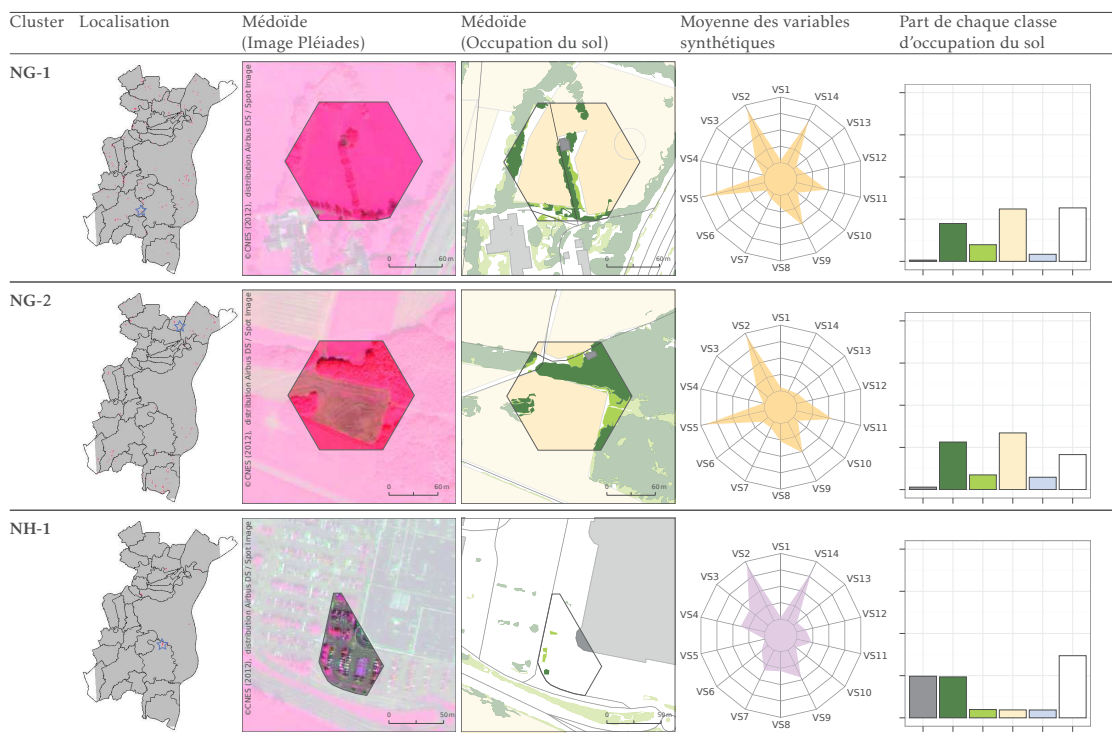 Cluster Localisation Médoïde Médoïde Moyenne des variables Part de chaque classe
(Image Pléiades) (Occupation du sol) synthétiques d'occupation du sol
NG-1
©CNES (2012), distribution Airbus DS / Spot Image
0 60 m
0 60 m
VS1
VS2 VS14
VS3 VS13
VS4 VS12
VS5 VS11
VS6 VS10
VS7 VS9
VS8
NG-2
©CNES (2012), distribution Airbus DS / Spot Image
0 60 m
0 60 m
VS1
VS2 VS14
VS3 VS13
VS4 VS12
VS5 VS11
VS6 VS10
VS7 VS9
VS8
NH-1
©CNES (2012), distribution Airbus DS / Spot Image
0 50 m
0 50 m
VS1
VS2 VS14
VS3 VS13
VS4 VS12
VS5 VS11
VS6 VS10
VS7 VS9
VS8